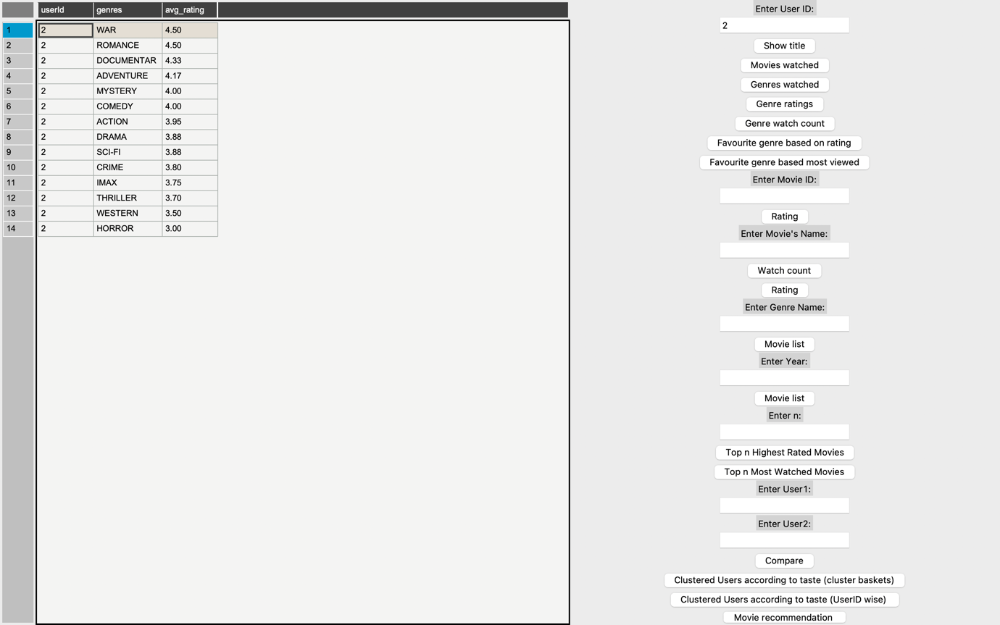 userId genres avg_rating
1 2 WAR 4.50
2 2 ROMANCE 4.50
3 2 DOCUMENTAR 4.33
4 2 ADVENTURE 4.17
5 2 MYSTERY 4.00
6 2 COMEDY 4.00
7 2 ACTION 3.95
8 2 DRAMA 3.88
9 2 SCI-FI 3.88
10 2 CRIME 3.80
11 2 IMAX 3.75
12 2 THRILLER 3.70
13 2 WESTERN 3.50
14 2 HORROR 3.00
Enter User ID:
2
Show title
Movies watched
Genres watched
Genre ratings
Genre watch count
Favourite genre based on rating
Favourite genre based most viewed
Enter Movie ID:
Rating
Enter Movie's Name:
Watch count
Rating
Enter Genre Name:
Movie list
Enter Year:
Movie list
Enter n:
Top n Highest Rated Movies
Top n Most Watched Movies
Enter User1:
Enter User2:
Compare
Clustered Users according to taste (cluster baskets)
Clustered Users according to taste (UserID wise)
Movie recommendation